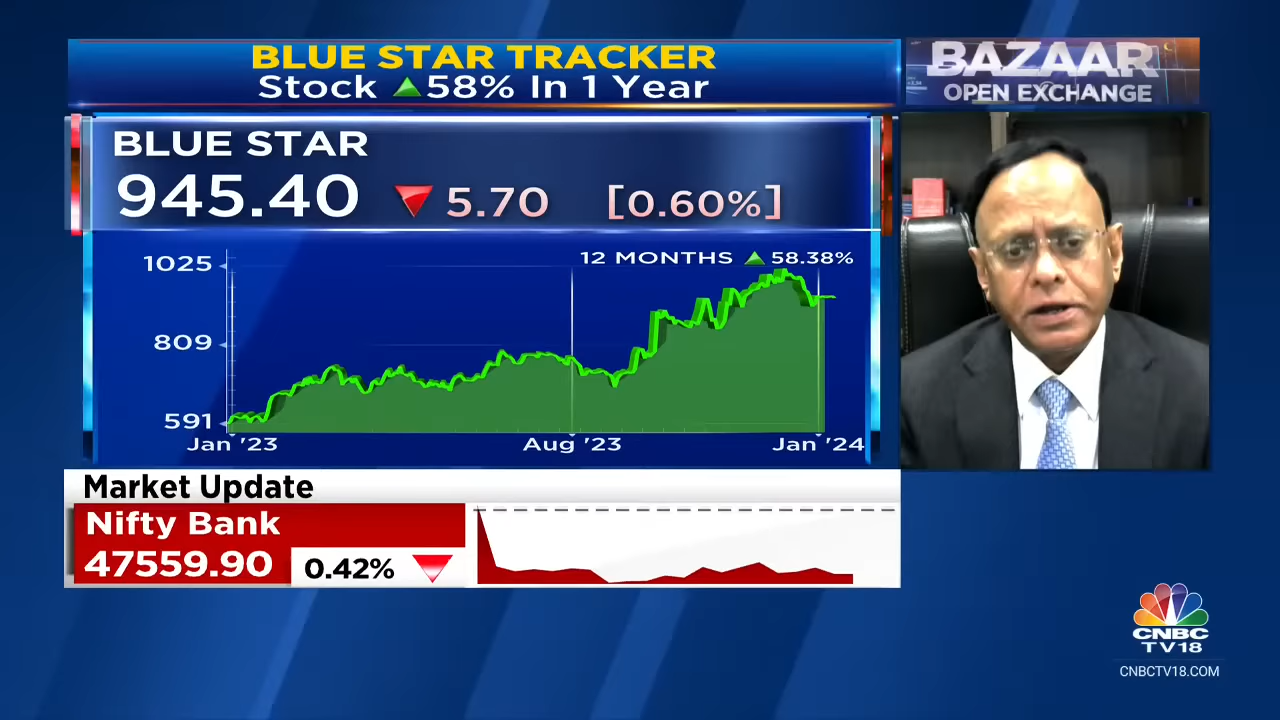 BLUE STAR TRACKER
Stock ▲58% In 1 Year
BAZAAR
OPEN EXCHANGE
BLUE STAR
945.40 ▼ 5.70 [0.60%]
12 MONTHS ▲ 58.38%
1025
809
591
Jan '23 Aug '23 Jan '24
Market Update
Nifty Bank
47559.90 0.42% ▼
CNBC
TV18
CNBCTV18.COM